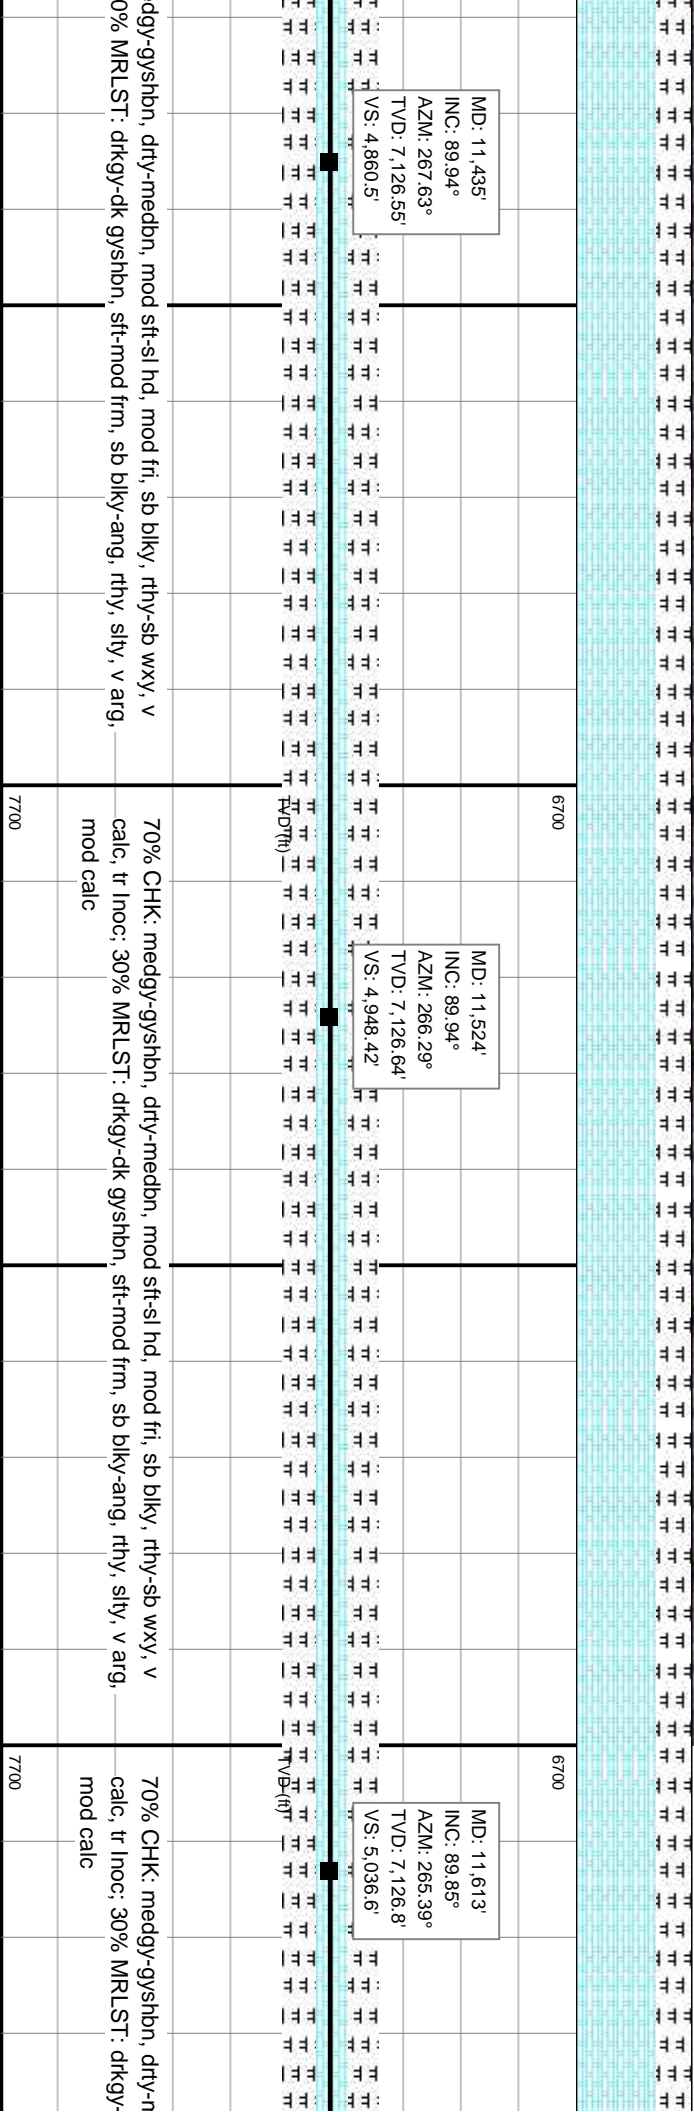 MD: 11,435'
INC: 89.94°
AZM: 267.63°
TVD: 7,126.55'
VS: 4,860.5'
edgy-gyshbn, drty-medbn, mod sft-sl hd, mod fri, sb blky, rthy-sb wxy, v
0% MRLST: drkgy-dk gyshbn, sft-mod frm, sb blky-ang, rthy, slty, v arg,
6700
TVD (ft)
7700
MD: 11,524'
INC: 89.94°
AZM: 266.29°
TVD: 7,126.64'
VS: 4,948.42'
70% CHK: medgy-gyshbn, drty-medbn, mod sft-sl hd, mod fri, sb blky, rthy-sb wxy, v
calc, tr Inoc; 30% MRLST: drkgy-dk gyshbn, sft-mod frm, sb blky-ang, rthy, slty, v arg,
mod calc
6700
TVD (ft)
7700
MD: 11,613'
INC: 89.85°
AZM: 265.39°
TVD: 7,126.8'
VS: 5,036.6'
70% CHK: medgy-gyshbn, drty-m
calc, tr Inoc; 30% MRLST: drkgy-
mod calc